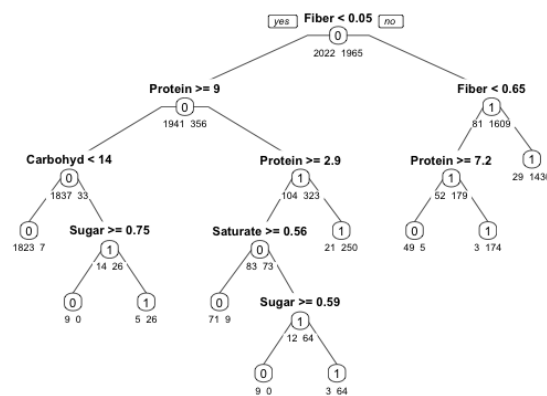 yes Fiber < 0.05 no
0
2022 1965
Protein >= 9 Fiber < 0.65
0 1
1941 356 81 1609
Carbohyd < 14 Protein >= 2.9 Protein >= 7.2 1
0 1 1 29 1430
1837 33 104 323 52 179
0 Sugar >= 0.75 Saturate >= 0.56 1 0 1
1823 7 1 0 21 250 49 5 3 174
14 26 83 73
0 1 0 Sugar >= 0.59
9 0 5 26 71 9 1
12 64
0 1
9 0 3 64